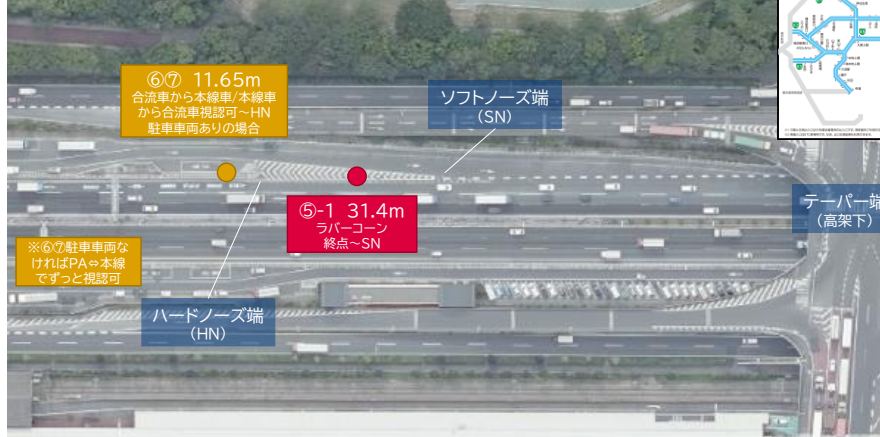 ⑥⑦ 11.65m
合流車から本線車/本線車
から合流車視認可～HN
駐車車両ありの場合
ソフトノーズ端
（SN）
⑤-1 31.4m
ラバーコーン
終点～SN
テーパー端
（高架下）
※⑥⑦駐車車両な
ければPA⇔本線
でずっと視認可
ハードノーズ端
（HN）